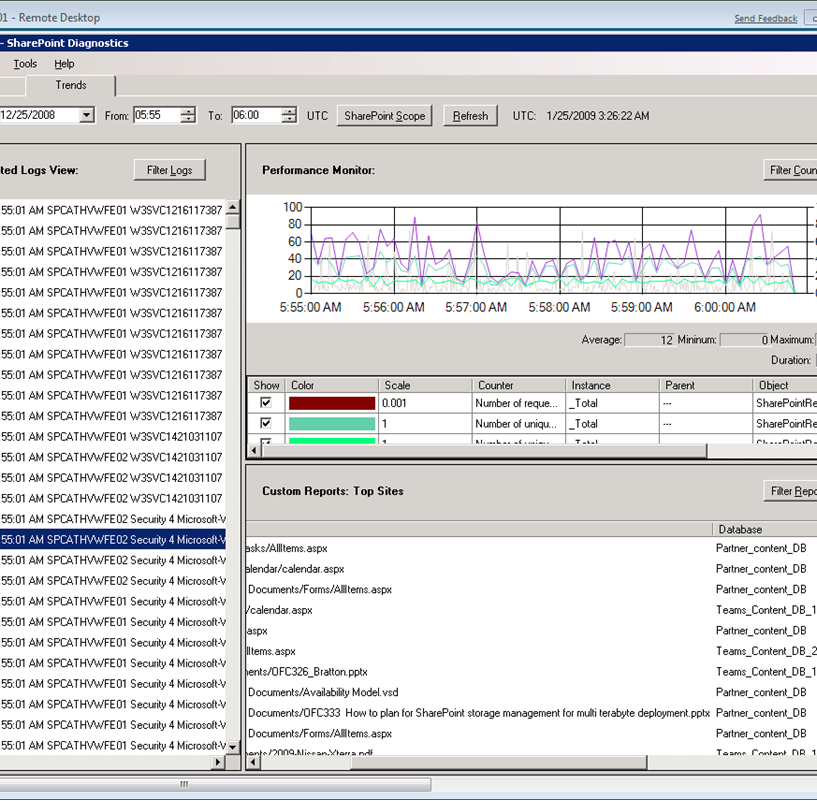 01 - Remote Desktop
Send Feedback
- SharePoint Diagnostics
Tools Help
Trends
12/25/2008 From: 05:55 To: 06:00 UTC SharePoint Scope Refresh UTC: 1/25/2009 3:26:22 AM
ted Logs View: Filter Logs
:55:01 AM SPCATHVWFE01 W3SVC1216117387
:55:01 AM SPCATHVWFE01 W3SVC1216117387
:55:01 AM SPCATHVWFE01 W3SVC1216117387
:55:01 AM SPCATHVWFE01 W3SVC1216117387
:55:01 AM SPCATHVWFE01 W3SVC1216117387
:55:01 AM SPCATHVWFE01 W3SVC1216117387
:55:01 AM SPCATHVWFE01 W3SVC1216117387
:55:01 AM SPCATHVWFE01 W3SVC1216117387
:55:01 AM SPCATHVWFE01 W3SVC1216117387
:55:01 AM SPCATHVWFE01 W3SVC1216117387
:55:01 AM SPCATHVWFE01 W3SVC1216117387
:55:01 AM SPCATHVWFE01 W3SVC1421031107
:55:01 AM SPCATHVWFE02 W3SVC1421031107
:55:01 AM SPCATHVWFE02 W3SVC1421031107
:55:01 AM SPCATHVWFE02 W3SVC1421031107
:55:01 AM SPCATHVWFE02 Security 4 Microsoft-V
:55:01 AM SPCATHVWFE02 Security 4 Microsoft-V
:55:01 AM SPCATHVWFE02 Security 4 Microsoft-V
:55:01 AM SPCATHVWFE02 Security 4 Microsoft-V
:55:01 AM SPCATHVWFE01 Security 4 Microsoft-V
:55:01 AM SPCATHVWFE01 Security 4 Microsoft-V
:55:01 AM SPCATHVWFE01 Security 4 Microsoft-V
:55:01 AM SPCATHVWFE01 Security 4 Microsoft-V
:55:01 AM SPCATHVWFE01 Security 4 Microsoft-V
:55:01 AM SPCATHVWFE01 Security 4 Microsoft-V
:55:01 AM SPCATHVWFE01 Security 4 Microsoft-V
:55:01 AM SPCATHVWFE02 Security 4 Microsoft-V
Performance Monitor: Filter Coun
100
80
60
40
20
0
5:55:00 AM 5:56:00 AM 5:57:00 AM 5:58:00 AM 5:59:00 AM 6:00:00 AM
Average: 12 Mininum: 0 Maximum:
Duration:
Show Color Scale Counter Instance Parent Object
0.001 Number of reque... _Total --- SharePointRe
1 Number of uniqu... _Total --- SharePointRe
1 Number of uniqu... _Total --- SharePointRe
Custom Reports: Top Sites Filter Repo
Database
asks/AllItems.aspx Partner_content_DB
alendar/calendar.aspx Partner_content_DB
Documents/Forms/AllItems.aspx Partner_content_DB
/calendar.aspx Teams_Content_DB_1
aspx Partner_content_DB
llItems.aspx Teams_Content_DB_2
nents/OFC326_Bratton.pptx Teams_Content_DB_1
Documents/Availability Model.vsd Partner_content_DB
Documents/OFC333 How to plan for SharePoint storage management for multi terabyte deployment.pptx Partner_content_DB
Documents/Forms/AllItems.aspx Partner_content_DB
nents/2009-Nissan-Xterra.pdf Teams_Content_DB_1